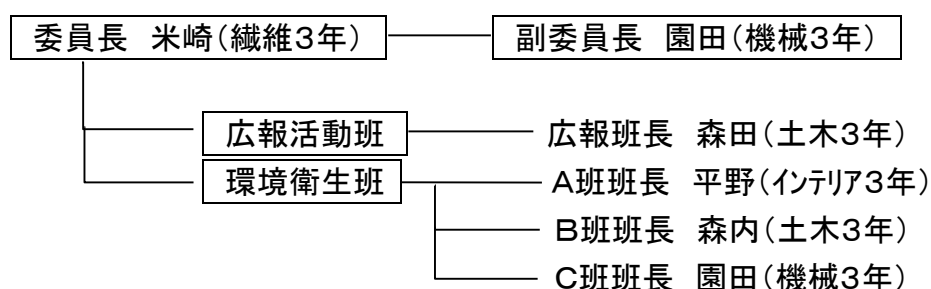 委員長　米崎（繊維３年）　副委員長　園田（機械３年）
広報活動班　広報班長　森田（土木３年）
環境衛生班　Ａ班班長　平野（インテリア３年）
Ｂ班班長　森内（土木３年）
Ｃ班班長　園田（機械３年）